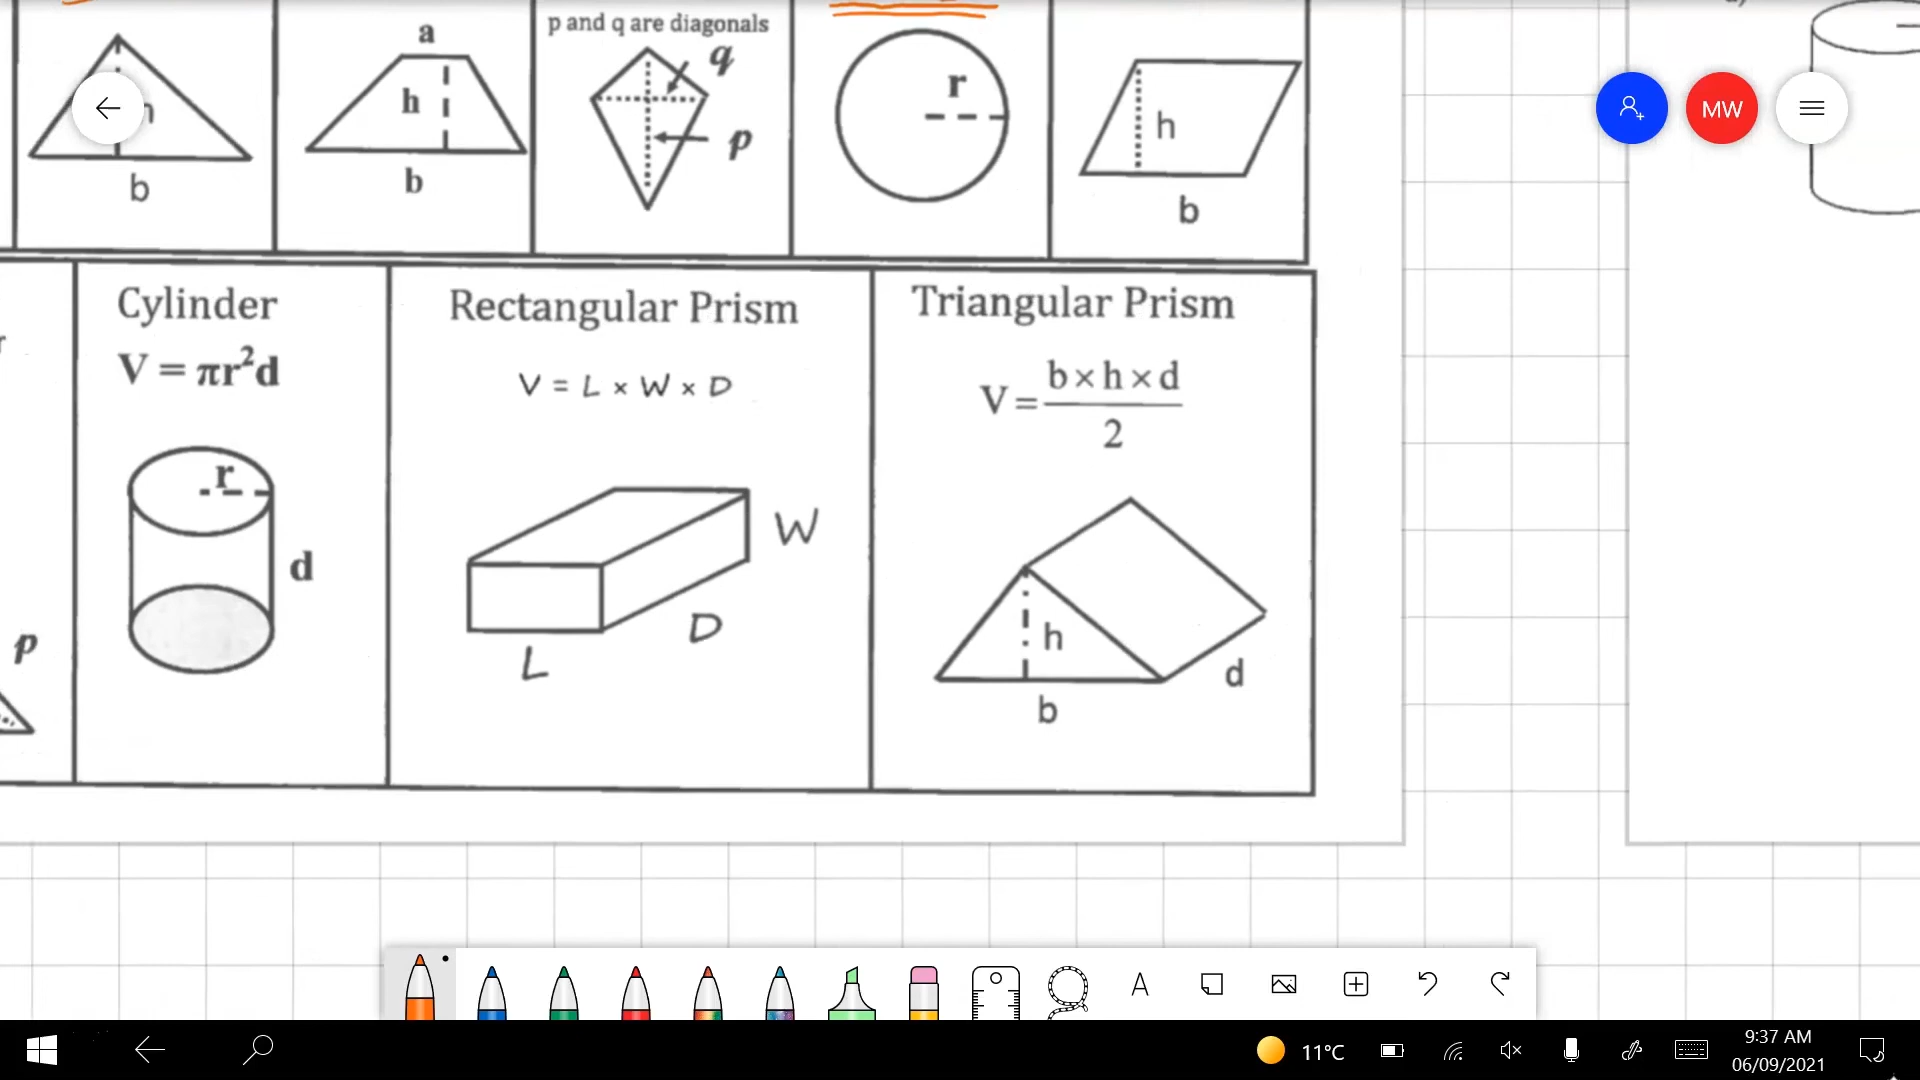 p and q are diagonals
a
q
h
r
p
h
b
b
b
MW
Cylinder
V = πr²d
r
d
Rectangular Prism
V = L × W × D
W
D
L
Triangular Prism
V = b × h × d
2
h
d
b
p
11°C
9:37 AM
06/09/2021